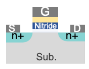 G
S Nitride D
n+ n+
Sub.